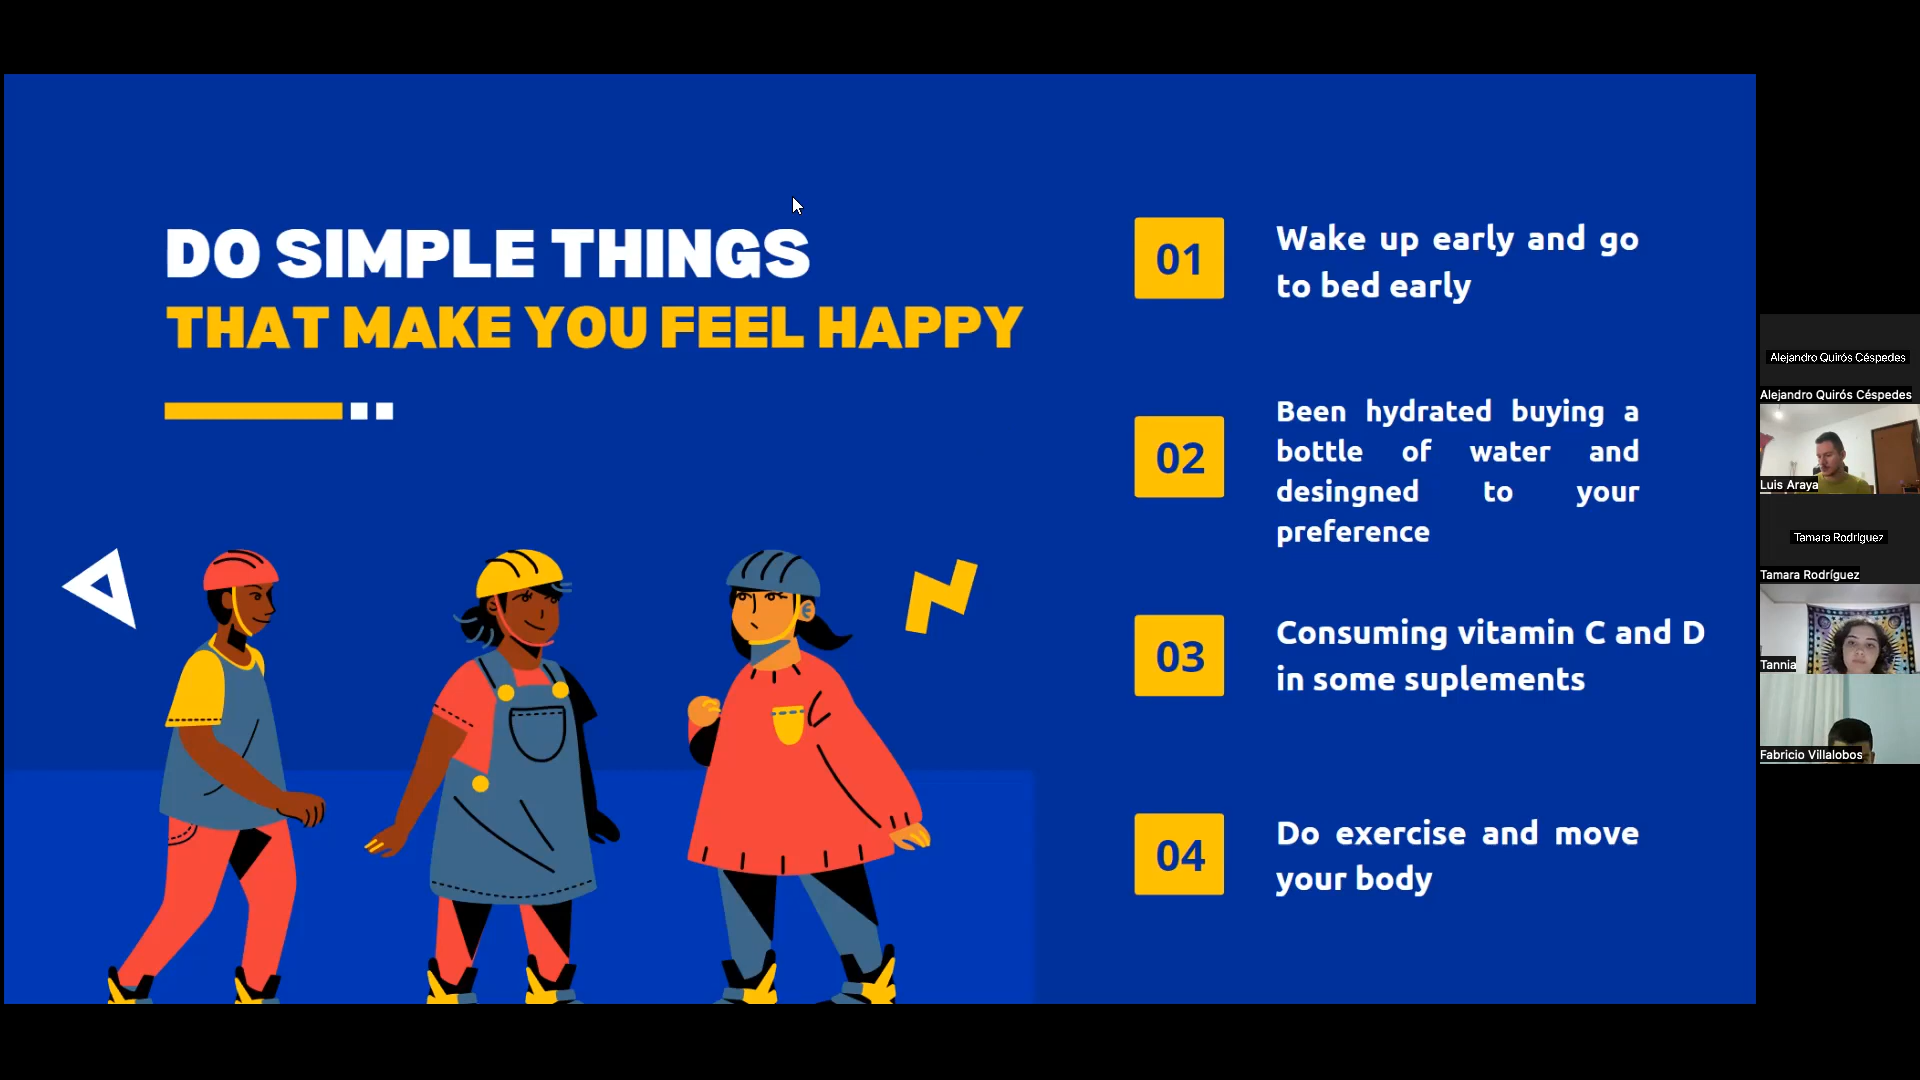 DO SIMPLE THINGS
THAT MAKE YOU FEEL HAPPY
01
Wake up early and go
to bed early
02
Been hydrated buying a
bottle of water and
desingned to your
preference
03
Consuming vitamin C and D
in some suplements
04
Do exercise and move
your body
Alejandro Quirós Céspedes
Alejandro Quirós Céspedes
Luis Araya
Tamara Rodríguez
Tamara Rodríguez
Tannia
Fabricio Villalobos